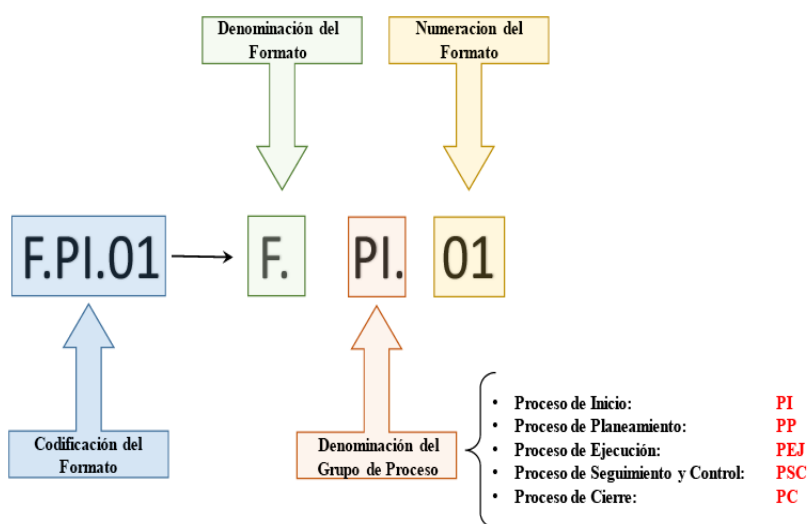 Denominación del
Formato
Numeracion del
Formato
F.PI.01
F.
PI.
01
Codificación del
Formato
Denominación del
Grupo de Proceso
• Proceso de Inicio: PI
• Proceso de Planeamiento: PP
• Proceso de Ejecución: PEJ
• Proceso de Seguimiento y Control: PSC
• Proceso de Cierre: PC